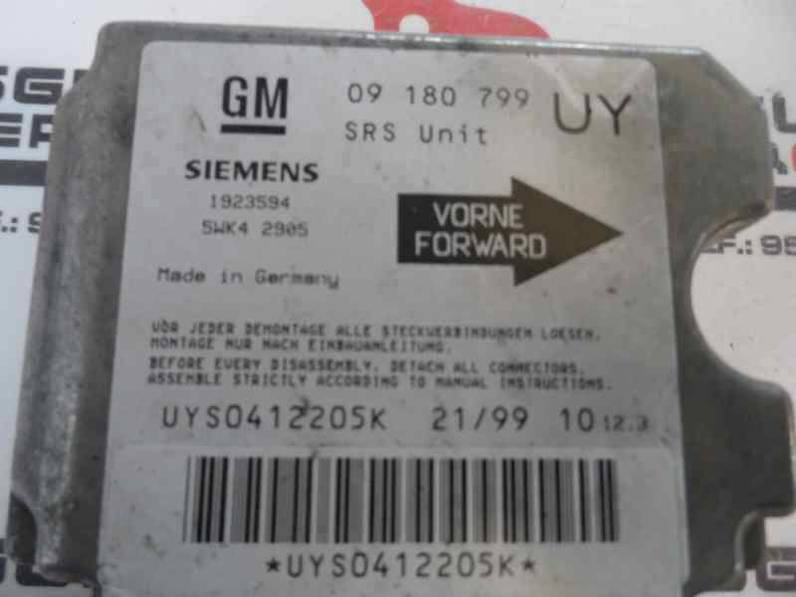 GM
09 180 799 UY
SRS Unit
SIEMENS
1923594
5WK4 2905
VORNE
FORWARD
Made in Germany
VOR JEDER DEMONTAGE ALLE STECKVERBINDUNGEN LOESEN.
MONTAGE NUR NACH EINBAUANLEITUNG.
BEFORE EVERY DISASSEMBLY, DETACH ALL CONNECTORS.
ASSEMBLE STRICTLY ACCORDING TO MANUAL INSTRUCTIONS.
UYS0412205K 21/99 10 12.3
*UYS0412205K*